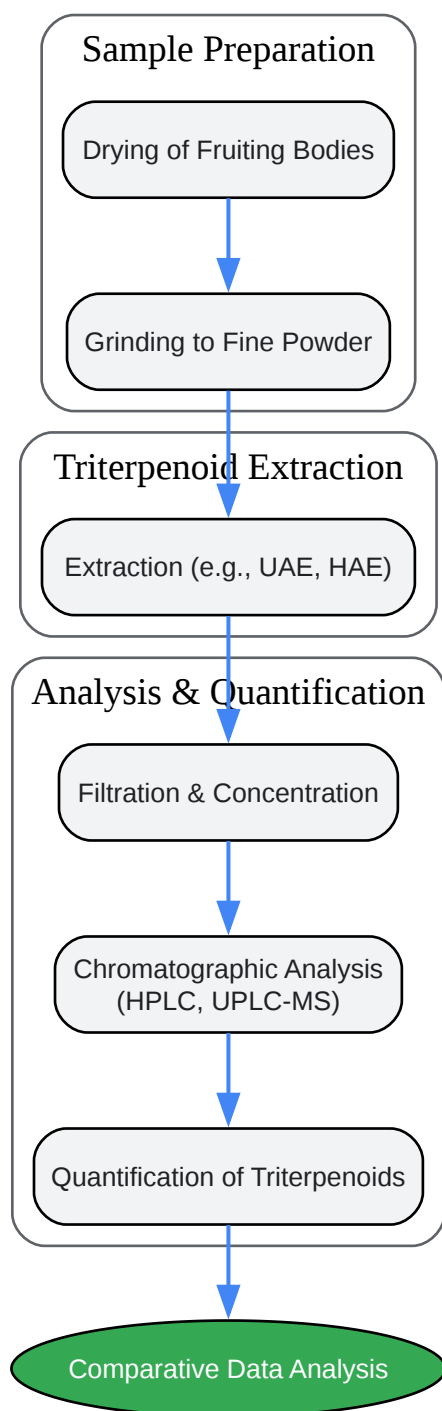 Sample Preparation
Drying of Fruiting Bodies
Grinding to Fine Powder
Triterpenoid Extraction
Extraction (e.g., UAE, HAE)
Analysis & Quantification
Filtration & Concentration
Chromatographic Analysis
(HPLC, UPLC-MS)
Quantification of Triterpenoids
Comparative Data Analysis